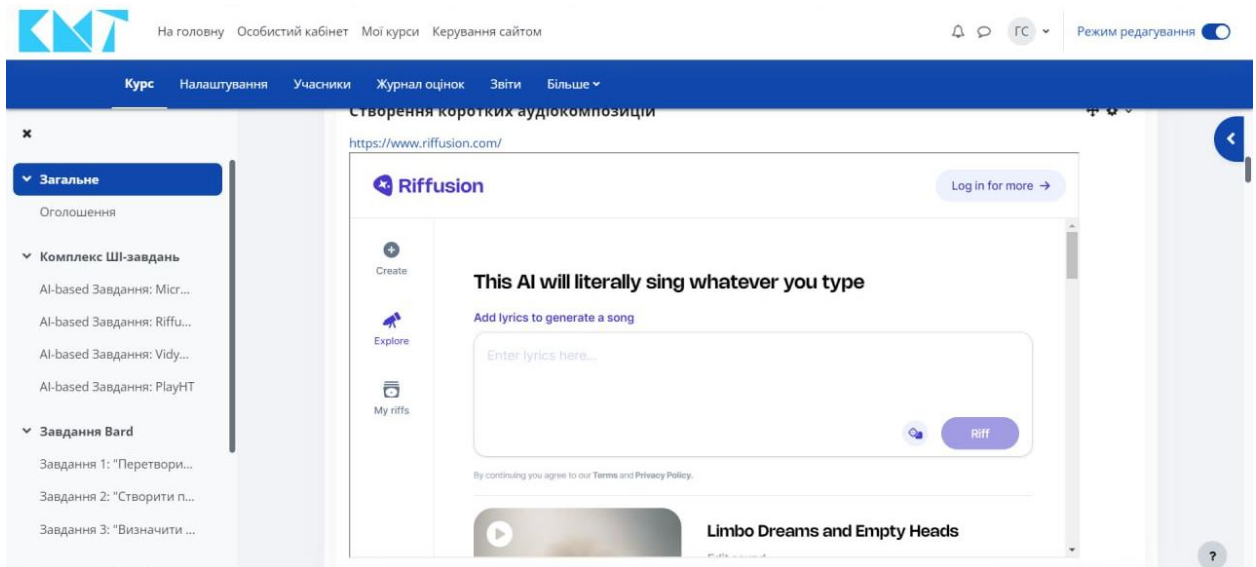 КМТ
На головну Особистий кабінет Мої курси Керування сайтом
ГС
Режим редагування
Курс Налаштування Учасники Журнал оцінок Звіти Більше
Загальне
Оголошення
Комплекс ШІ-завдань
AI-based Завдання: Micr...
AI-based Завдання: Riffu...
AI-based Завдання: Vidy...
AI-based Завдання: PlayHT
Завдання Bard
Завдання 1: "Перетвори...
Завдання 2: "Створити п...
Завдання 3: "Визначити ...
Створення коротких аудіокомпозицій
https://www.riffusion.com/
Riffusion
Log in for more →
Create
Explore
My riffs
This AI will literally sing whatever you type
Add lyrics to generate a song
Enter lyrics here...
Riff
By continuing you agree to our Terms and Privacy Policy.
Limbo Dreams and Empty Heads
?